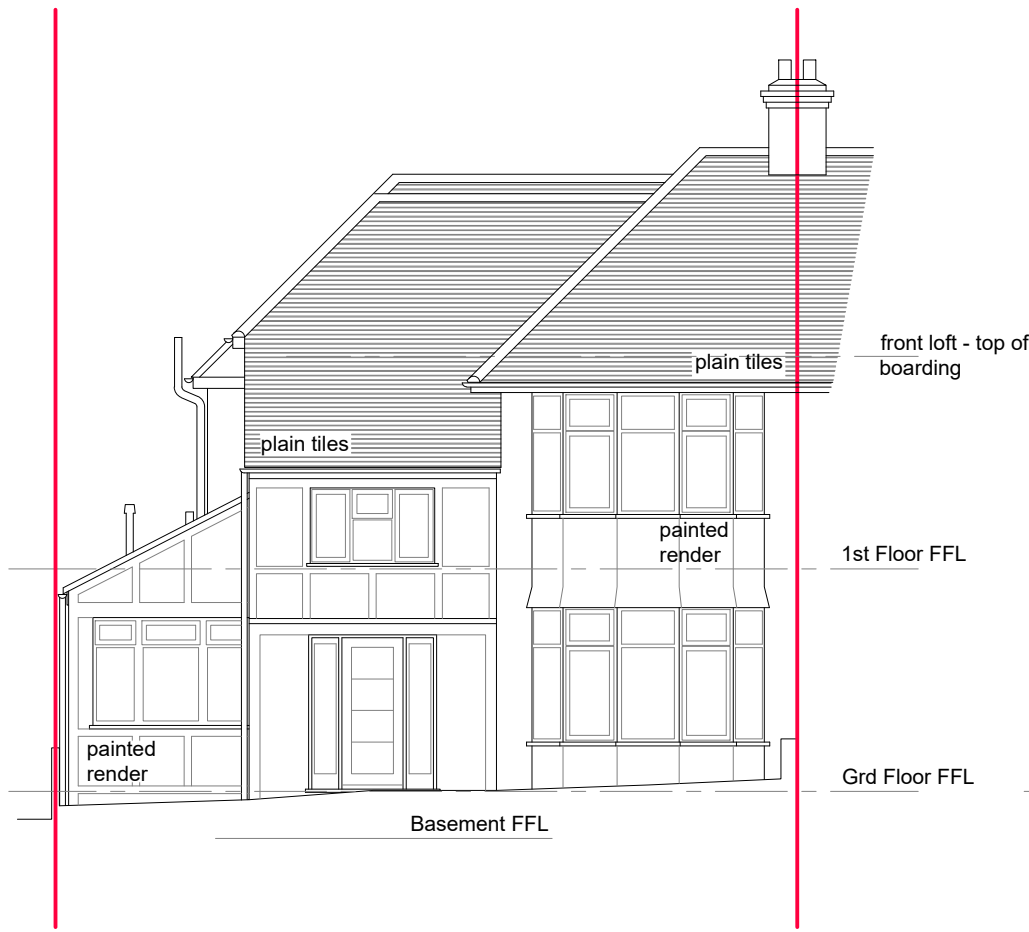 front loft - top of
boarding
plain tiles
plain tiles
painted
render
1st Floor FFL
painted
render
Grd Floor FFL
Basement FFL